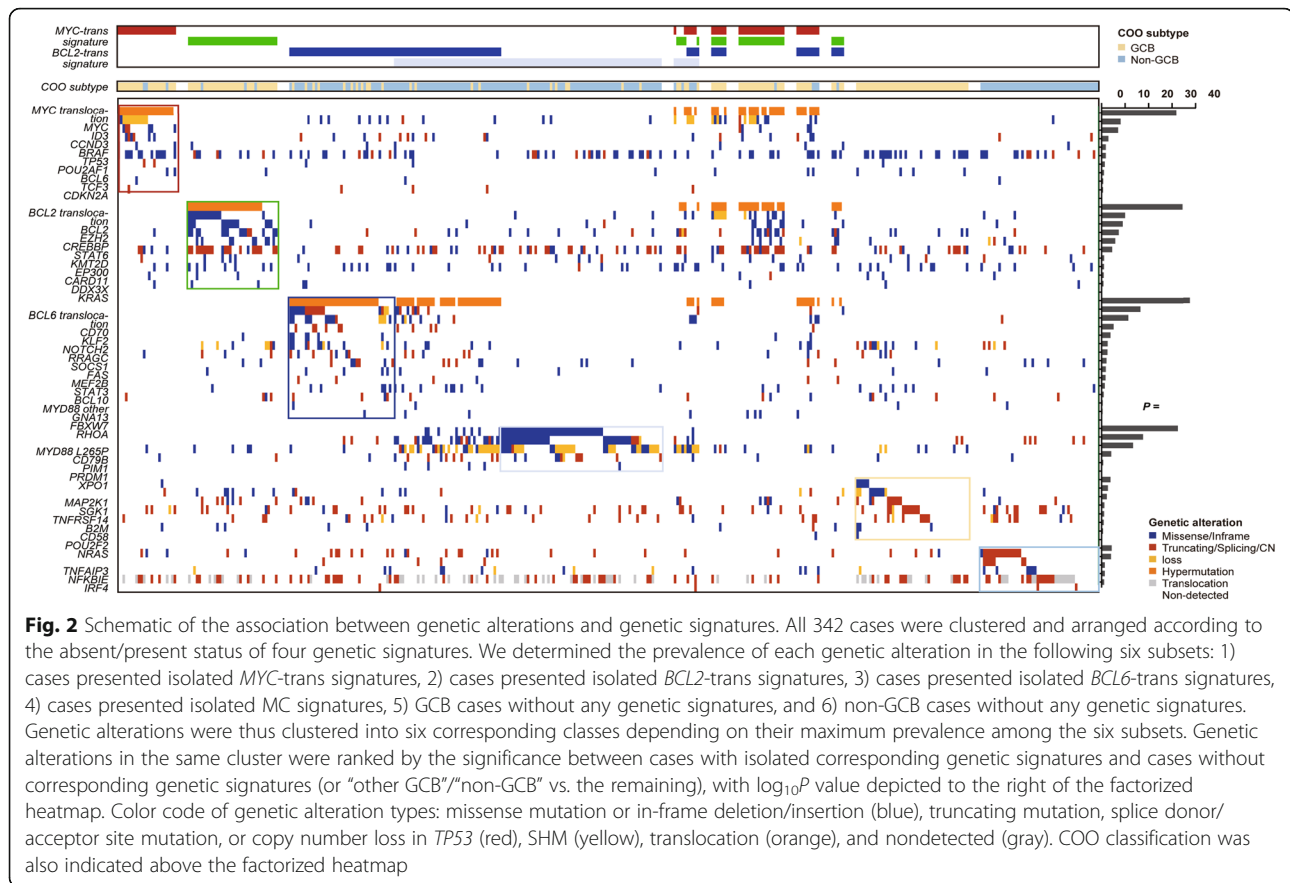 MYC-trans
signature
BCL2-trans
signature
COO subtype
GCB
Non-GCB
COO subtype
0 10 20 30 40
MYC transloca-
tion
MYC
ID3
CCND3
BRAF
TP53
POU2AF1
BCL6
TCF3
CDKN2A
BCL2 transloca-
tion
BCL2
EZH2
CREBBP
STAT6
KMT2D
EP300
CARD11
DDX3X
KRAS
BCL6 transloca-
tion
CD70
KLF2
NOTCH2
RRAGC
SOCS1
FAS
MEF2B
STAT3
BCL10
MYD88 other
GNA13
FBXW7
RHOA
P =
MYD88 L265P
CD79B
PIM1
PRDM1
XPO1
MAP2K1
SGK1
TNFRSF14
B2M
CD58
POU2F2
NRAS
TNFAIP3
NFKBIE
IRF4
Genetic alteration
Missense/Inframe
Truncating/Splicing/CN
loss
Hypermutation
Translocation
Non-detected
Fig. 2 Schematic of the association between genetic alterations and genetic signatures. All 342 cases were clustered and arranged according to
the absent/present status of four genetic signatures. We determined the prevalence of each genetic alteration in the following six subsets: 1)
cases presented isolated MYC-trans signatures, 2) cases presented isolated BCL2-trans signatures, 3) cases presented isolated BCL6-trans signatures,
4) cases presented isolated MC signatures, 5) GCB cases without any genetic signatures, and 6) non-GCB cases without any genetic signatures.
Genetic alterations were thus clustered into six corresponding classes depending on their maximum prevalence among the six subsets. Genetic
alterations in the same cluster were ranked by the significance between cases with isolated corresponding genetic signatures and cases without
corresponding genetic signatures (or “other GCB”/“non-GCB” vs. the remaining), with log10P value depicted to the right of the factorized
heatmap. Color code of genetic alteration types: missense mutation or in-frame deletion/insertion (blue), truncating mutation, splice donor/
acceptor site mutation, or copy number loss in TP53 (red), SHM (yellow), translocation (orange), and nondetected (gray). COO classification was
also indicated above the factorized heatmap